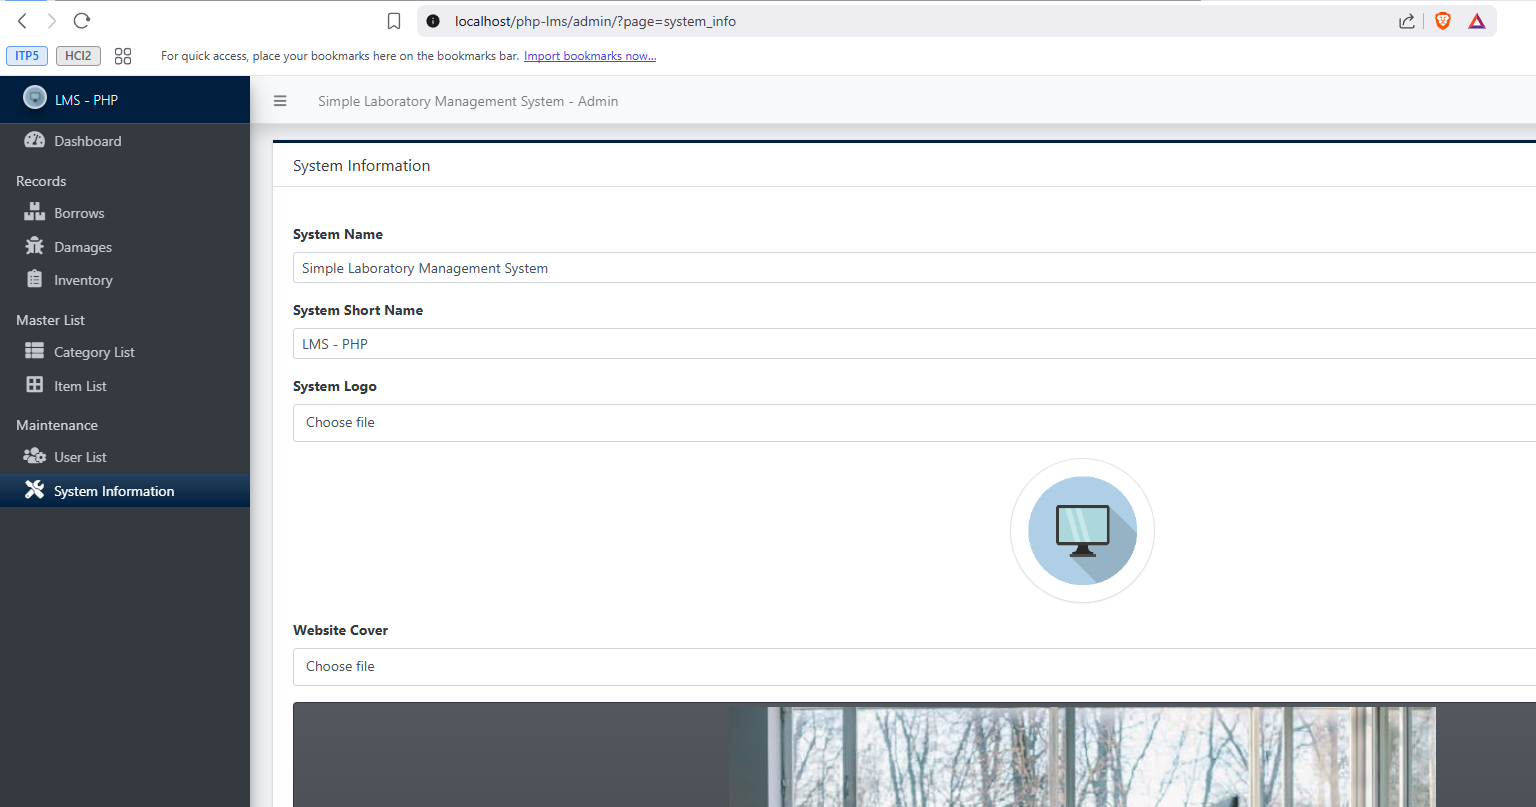 localhost/php-lms/admin/?page=system_info
ITP5 HCI2 For quick access, place your bookmarks here on the bookmarks bar. Import bookmarks now...
LMS - PHP
Simple Laboratory Management System - Admin
Dashboard
Records
Borrows
Damages
Inventory
Master List
Category List
Item List
Maintenance
User List
System Information
System Information
System Name
Simple Laboratory Management System
System Short Name
LMS - PHP
System Logo
Choose file
Website Cover
Choose file